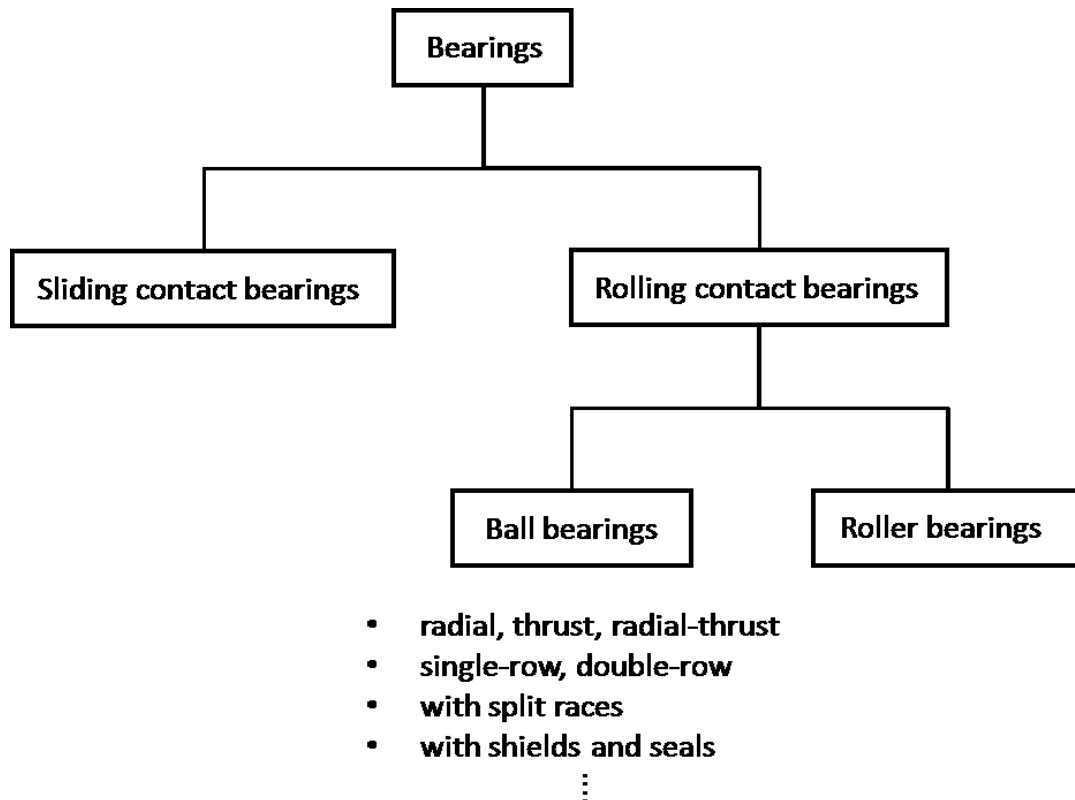 Bearings
Sliding contact bearings
Rolling contact bearings
Ball bearings
Roller bearings
• radial, thrust, radial-thrust
• single-row, double-row
• with split races
• with shields and seals